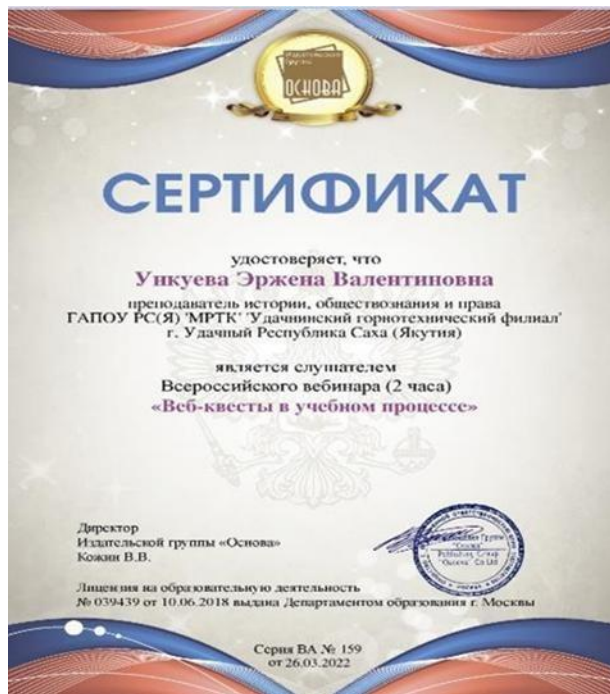 Издательская
Группа
ОСНОВА
СЕРТИФИКАТ
удостоверяет, что
Ункуева Эржена Валентиновна
преподаватель истории, обществознания и права
ГАПОУ РС(Я) 'МРТК' 'Удачнинский горнотехнический филиал'
г. Удачный Республика Саха (Якутия)
является слушателем
Всероссийского вебинара (2 часа)
«Веб-квесты в учебном процессе»
Директор
Издательской группы «Основа»
Кожин В.В.
Лицензия на образовательную деятельность
№ 039439 от 10.06.2018 выдана Департаментом образования г. Москвы
Серия ВА № 159
от 26.03.2022